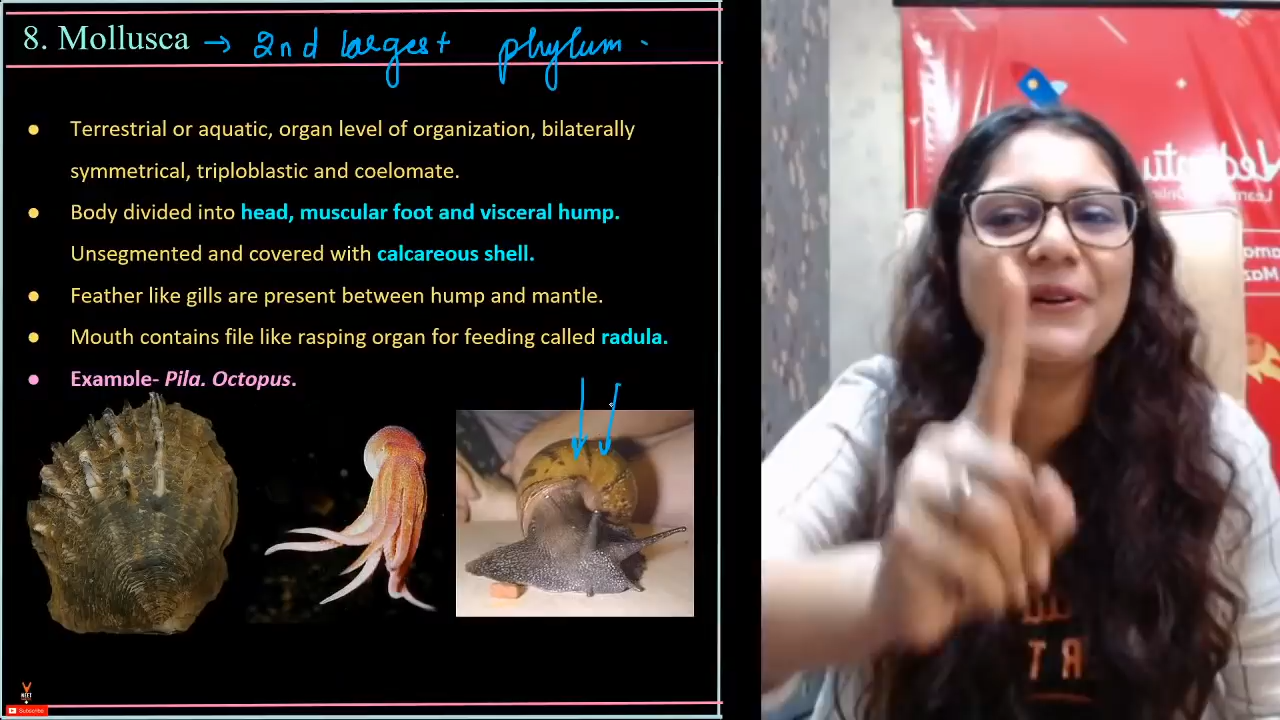 8. Mollusca → 2nd largest phylum.
● Terrestrial or aquatic, organ level of organization, bilaterally
symmetrical, triploblastic and coelomate.
● Body divided into head, muscular foot and visceral hump.
Unsegmented and covered with calcareous shell.
● Feather like gills are present between hump and mantle.
● Mouth contains file like rasping organ for feeding called radula.
● Example- Pila, Octopus.
NEET
Subscribe